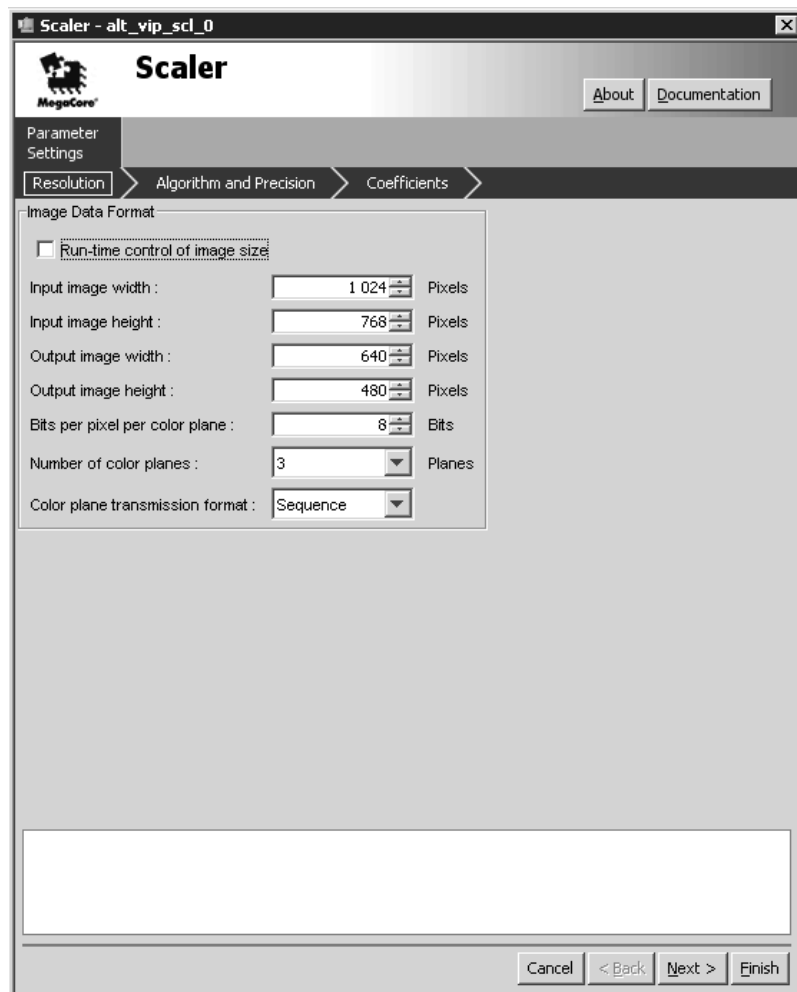 Scaler - alt_vip_scl_0
MegaCore®
Scaler
About Documentation
Parameter
Settings
Resolution Algorithm and Precision Coefficients
Image Data Format
Run-time control of image size
Input image width : 1 024 Pixels
Input image height : 768 Pixels
Output image width : 640 Pixels
Output image height : 480 Pixels
Bits per pixel per color plane : 8 Bits
Number of color planes : 3 Planes
Color plane transmission format : Sequence
Cancel < Back Next > Finish